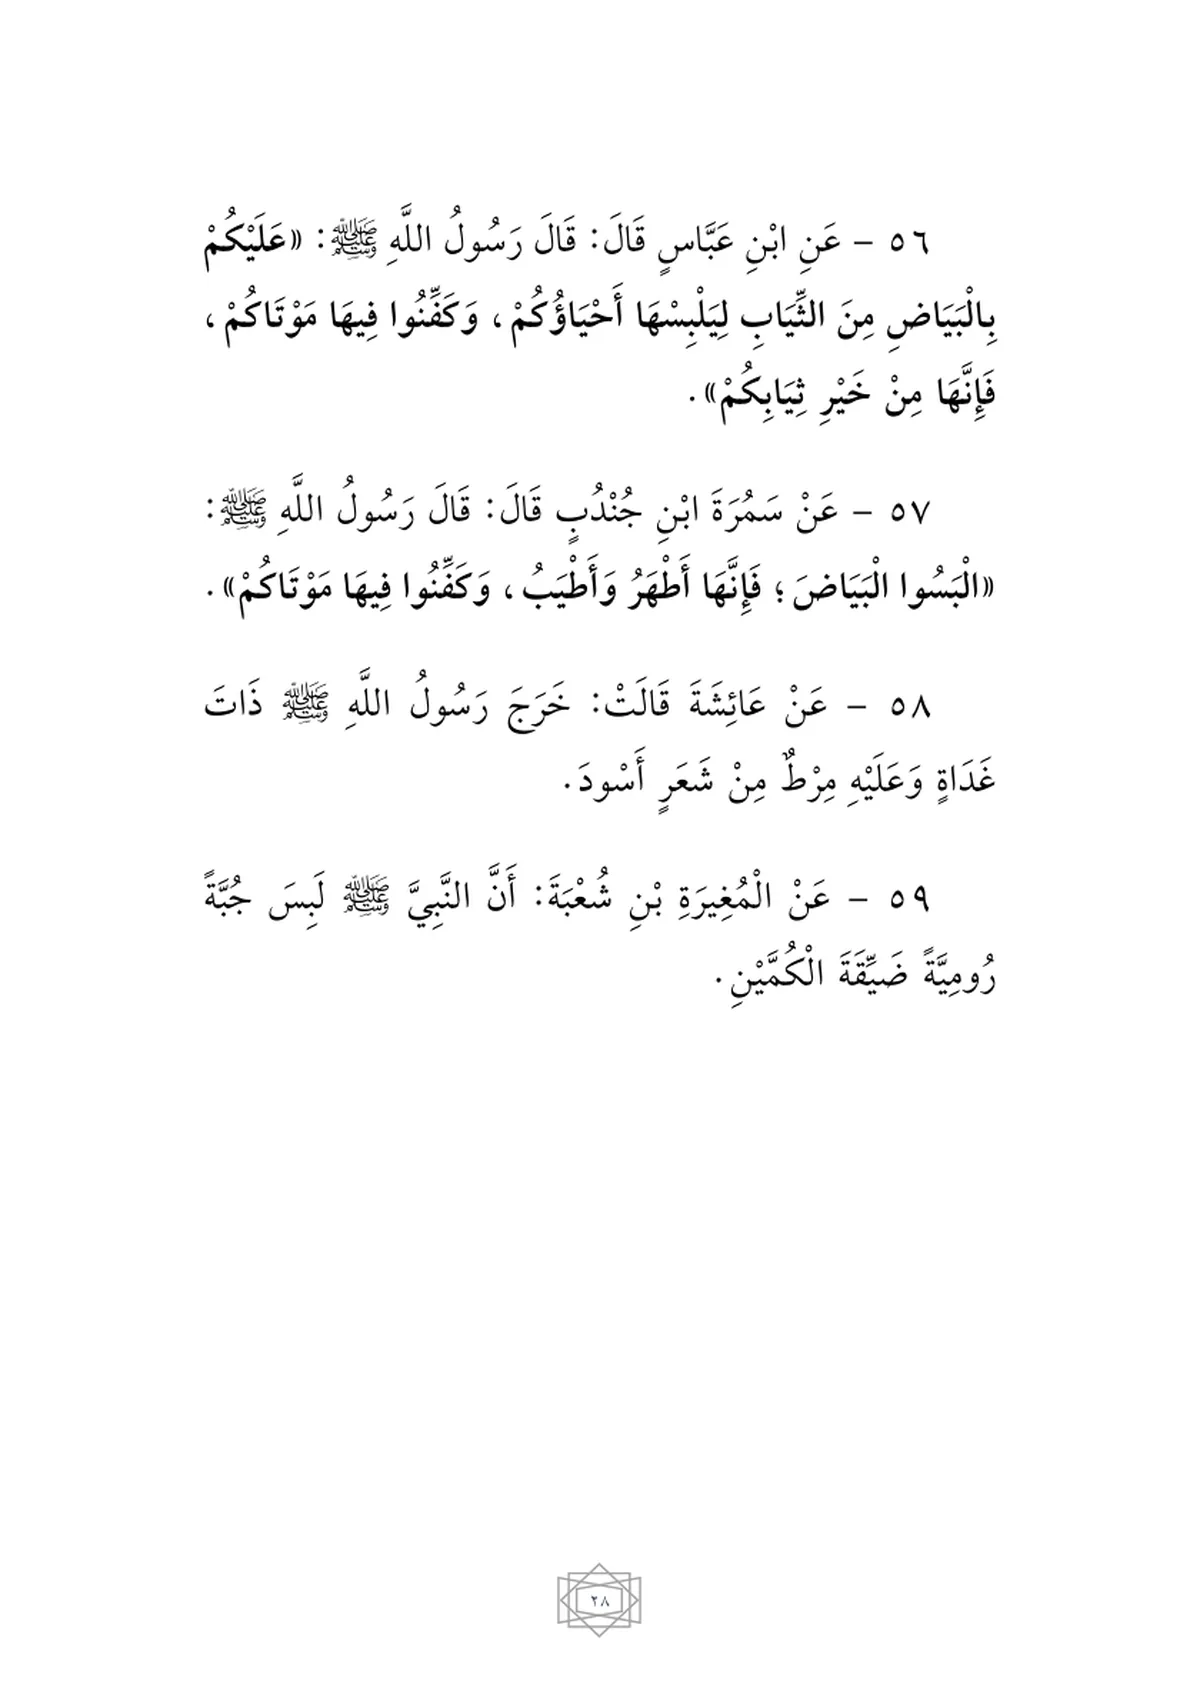 ٥٦ – عَنِ ابْنِ عَبَّاسٍ قَالَ: قَالَ رَسُولُ اللَّهِ ﷺ: «عَلَيْكُمْ
بِالْبَيَاضِ مِنَ الثِّيَابِ لِيَلْبِسْهَا أَحْيَاؤُكُمْ، وَكَفِّنُوا فِيهَا مَوْتَاكُمْ،
فَإِنَّهَا مِنْ خَيْرِ ثِيَابِكُمْ».
٥٧ – عَنْ سَمُرَةَ ابْنِ جُنْدُبٍ قَالَ: قَالَ رَسُولُ اللَّهِ ﷺ:
«الْبَسُوا الْبَيَاضَ؛ فَإِنَّهَا أَطْهَرُ وَأَطْيَبُ، وَكَفِّنُوا فِيهَا مَوْتَاكُمْ».
٥٨ – عَنْ عَائِشَةَ قَالَتْ: خَرَجَ رَسُولُ اللَّهِ ﷺ ذَاتَ
غَدَاةٍ وَعَلَيْهِ مِرْطٌ مِنْ شَعَرٍ أَسْودَ.
٥٩ – عَنْ الْمُغِيرَةِ بْنِ شُعْبَةَ: أَنَّ النَّبِيَّ ﷺ لَبِسَ جُبَّةً
رُومِيَّةً ضَيِّقَةَ الْكُمَّيْنِ.
٢٨